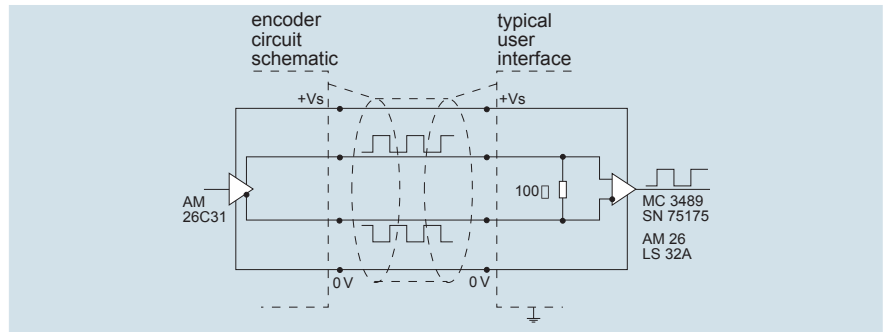 encoder
circuit
schematic
typical
user
interface
+Vs
+Vs
100
AM
26C31
MC 3489
SN 75175
AM 26
LS 32A
0 V
0 V